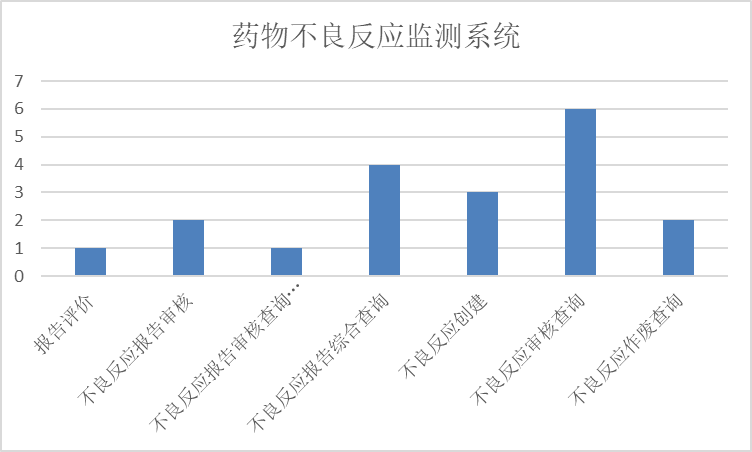 药物不良反应监测系统
7
6
5
4
3
2
1
0
报告评价
不良反应报告审核
不良反应报告审核查询…
不良反应报告综合查询
不良反应创建
不良反应审核查询
不良反应作废查询